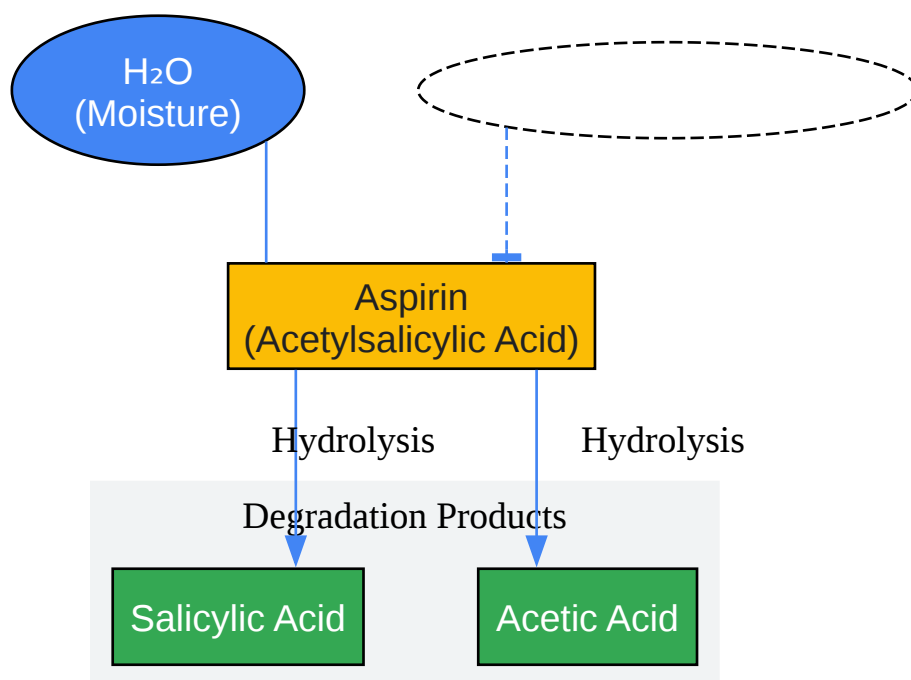 H₂O
(Moisture)
Aspirin
(Acetylsalicylic Acid)
Hydrolysis
Hydrolysis
Degradation Products
Salicylic Acid
Acetic Acid